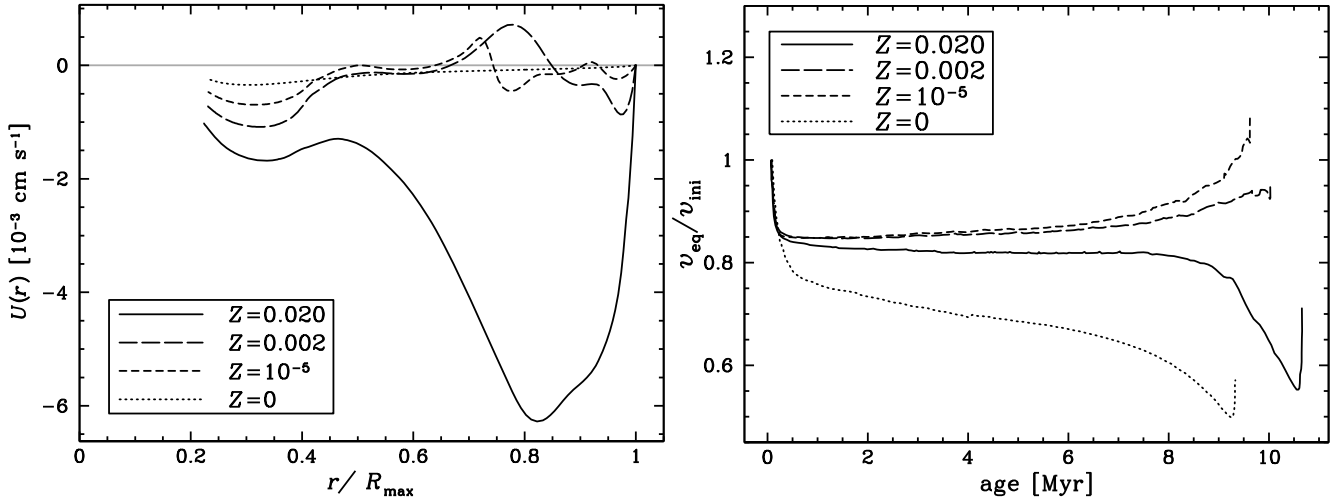 0
−2
−4
−6
U(r) [10⁻³ cm s⁻¹]
Z=0.020
Z=0.002
Z=10⁻⁵
Z=0
0 0.2 0.4 0.6 0.8 1
r/ R_max
1.2
1
0.8
0.6
v_eq/v_ini
Z=0.020
Z=0.002
Z=10⁻⁵
Z=0
0 2 4 6 8 10
age [Myr]